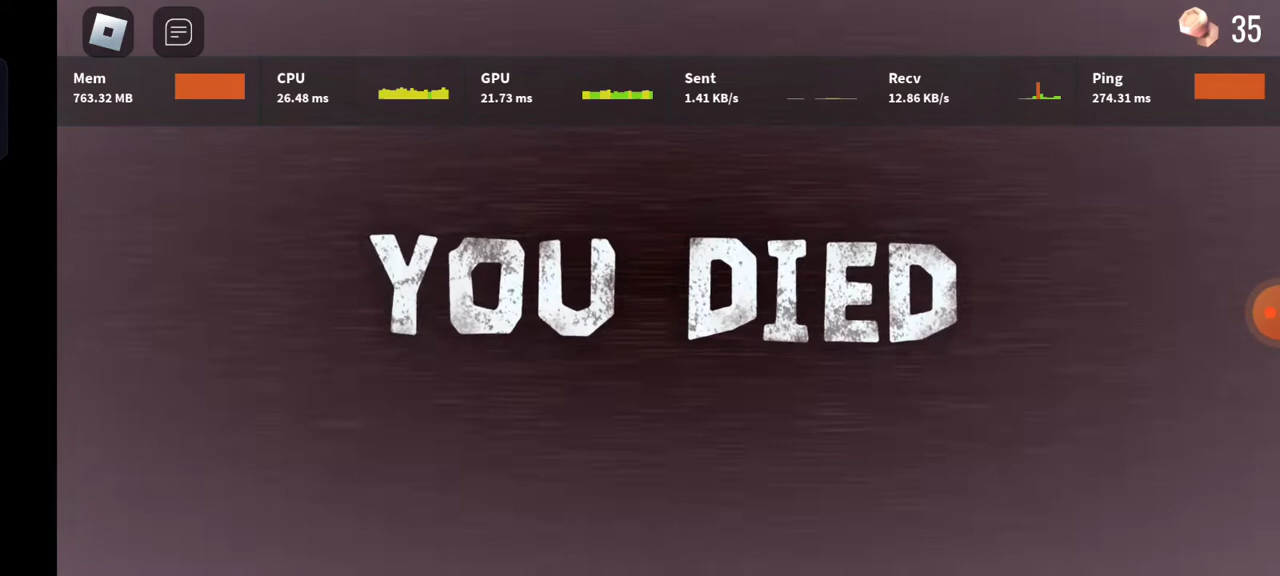 35
Mem CPU GPU Sent Recv Ping
763.32 MB 26.48 ms 21.73 ms 1.41 KB/s 12.86 KB/s 274.31 ms
YOU DIED